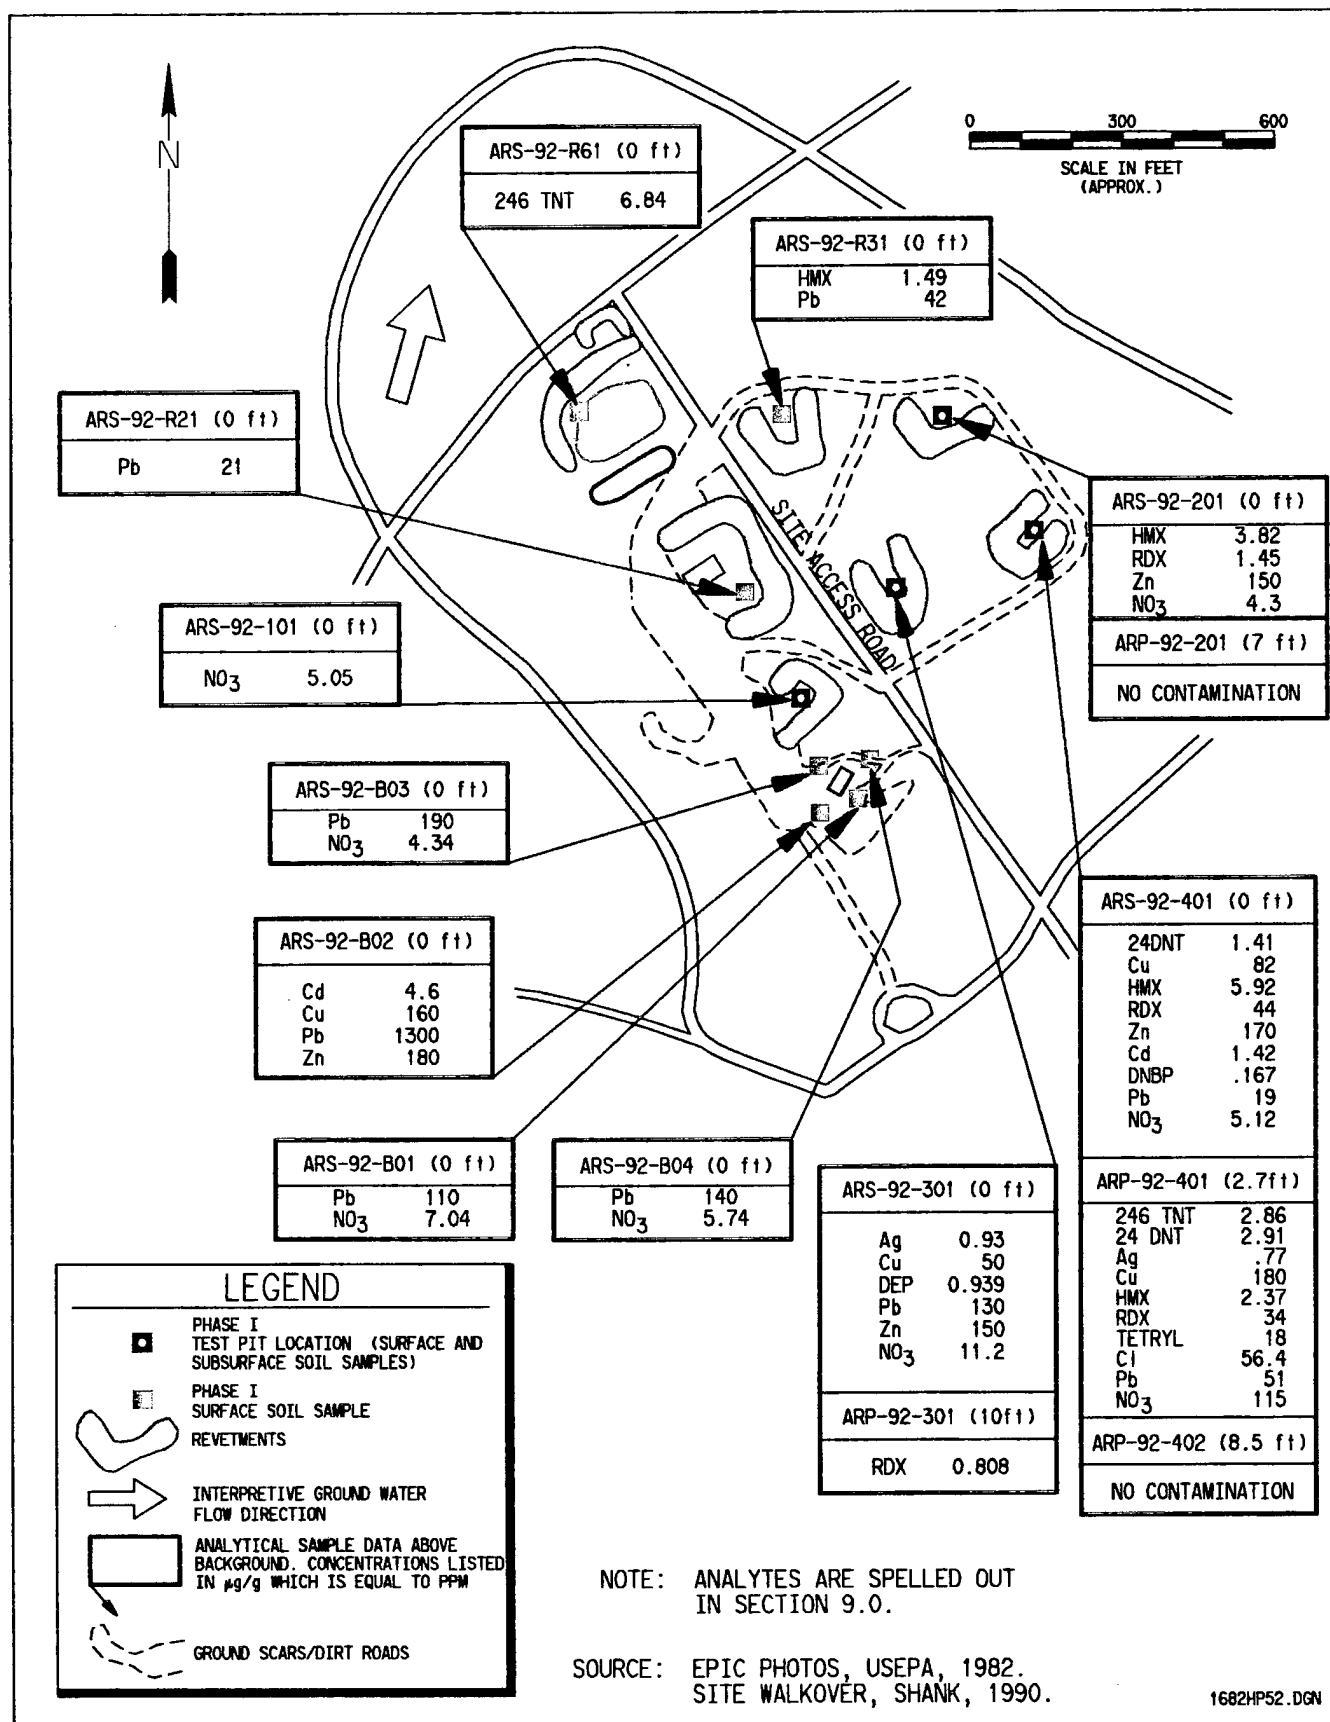 N
0 300 600
SCALE IN FEET
(APPROX.)
ARS-92-R61 (0 ft)
246 TNT 6.84
ARS-92-R31 (0 ft)
HMX 1.49
Pb 42
ARS-92-R21 (0 ft)
Pb 21
SITE ACCESS ROAD
ARS-92-201 (0 ft)
HMX 3.82
RDX 1.45
Zn 150
NO3 4.3
ARP-92-201 (7 ft)
NO CONTAMINATION
ARS-92-101 (0 ft)
NO3 5.05
ARS-92-B03 (0 ft)
Pb 190
NO3 4.34
ARS-92-B02 (0 ft)
Cd 4.6
Cu 160
Pb 1300
Zn 180
ARS-92-B01 (0 ft)
Pb 110
NO3 7.04
ARS-92-B04 (0 ft)
Pb 140
NO3 5.74
ARS-92-301 (0 ft)
Ag 0.93
Cu 50
DEP 0.939
Pb 130
Zn 150
NO3 11.2
ARP-92-301 (10ft)
RDX 0.808
ARS-92-401 (0 ft)
24DNT 1.41
Cu 82
HMX 5.92
RDX 44
Zn 170
Cd 1.42
DNBP .167
Pb 19
NO3 5.12
ARP-92-401 (2.7ft)
246 TNT 2.86
24 DNT 2.91
Ag .77
Cu 180
HMX 2.37
RDX 34
TETRYL 18
Cl 56.4
Pb 51
NO3 115
ARP-92-402 (8.5 ft)
NO CONTAMINATION
LEGEND
PHASE I
TEST PIT LOCATION (SURFACE AND
SUBSURFACE SOIL SAMPLES)
PHASE I
SURFACE SOIL SAMPLE
REVETMENTS
INTERPRETIVE GROUND WATER
FLOW DIRECTION
ANALYTICAL SAMPLE DATA ABOVE
BACKGROUND. CONCENTRATIONS LISTED
IN µg/g WHICH IS EQUAL TO PPM
GROUND SCARS/DIRT ROADS
NOTE: ANALYTES ARE SPELLED OUT
IN SECTION 9.0.
SOURCE: EPIC PHOTOS, USEPA, 1982.
SITE WALKOVER, SHANK, 1990.
1682HP52.DGN